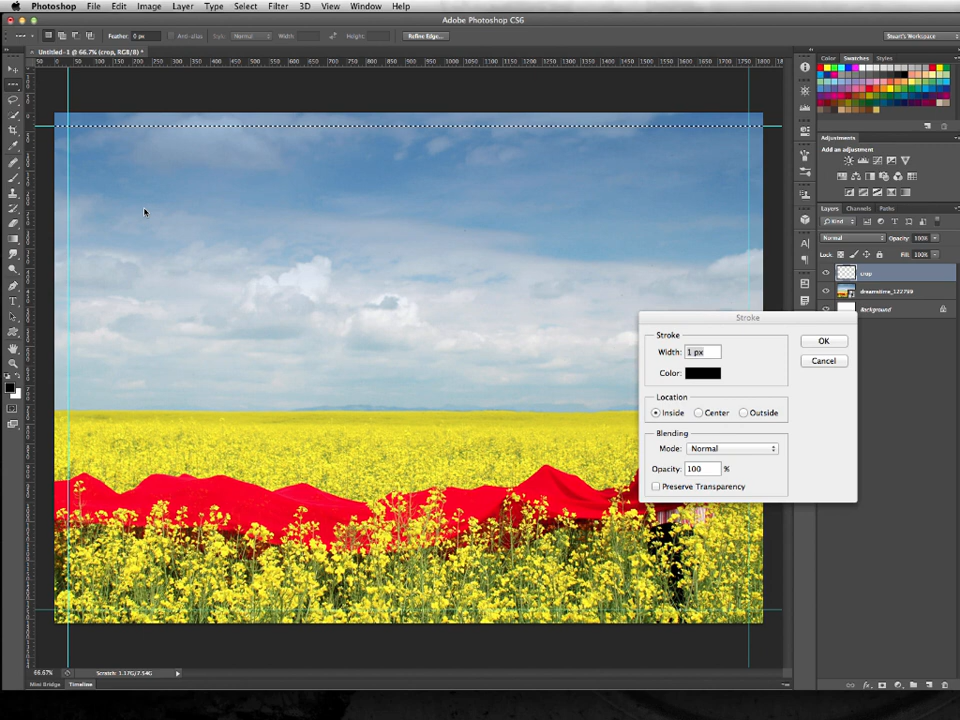 Photoshop File Edit Image Layer Type Select Filter 3D View Window Help
Adobe Photoshop CS6
Feather: 0 px Anti-alias Style: Normal Width: Height: Refine Edge... Stuart's Workspace
Untitled-1 @ 66.7% (crop, RGB/8) *
Color Swatches Styles
Adjustments
Add an adjustment
Layers Channels Paths
Kind
Normal Opacity: 100%
Lock: Fill: 100%
crop
dreamstime_122799
Background
Stroke
Stroke
Width: 1 px
Color:
OK
Cancel
Location
Inside Center Outside
Blending
Mode: Normal
Opacity: 100 %
Preserve Transparency
66.67% Scratch: 1.17G/7.54G
Mini Bridge Timeline